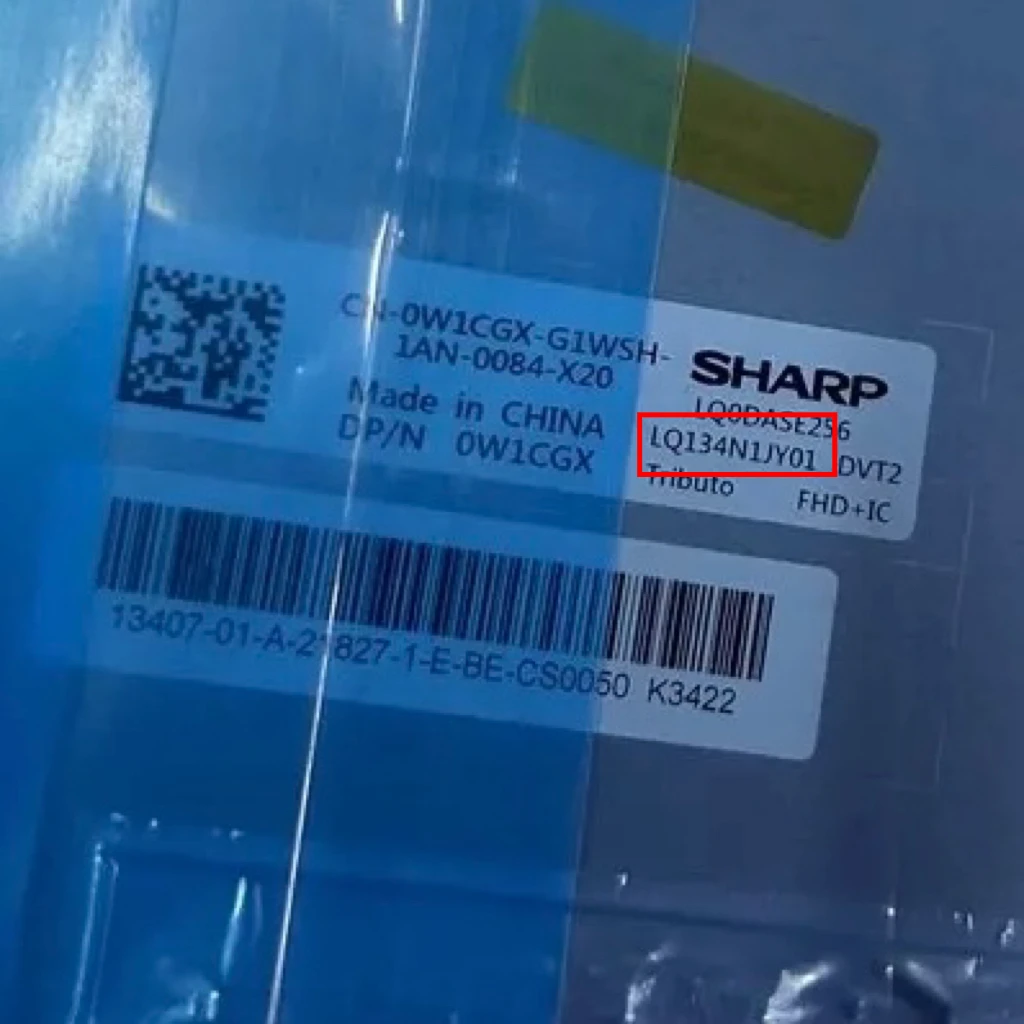 CN-0W1CGX-G1WSH-
1AN-0084-X20
Made in CHINA
DP/N 0W1CGX
SHARP
LQ0DASE256
LQ134N1JY01 DVT2
Tributo FHD+IC
13407-01-A-21827-1-E-BE-CS0050 K3422